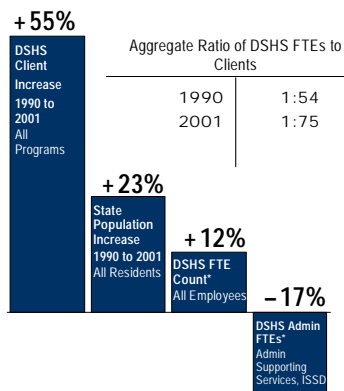 +55%
DSHS
Client
Increase
1990 to
2001
All
Programs
Aggregate Ratio of DSHS FTEs to
Clients
1990 1:54
2001 1:75
+23%
State
Population
Increase
1990 to 2001
All Residents
+12%
DSHS FTE
Count*
All Employees
–17%
DSHS Admin
FTEs*
Admin
Supporting
Services, ISSD